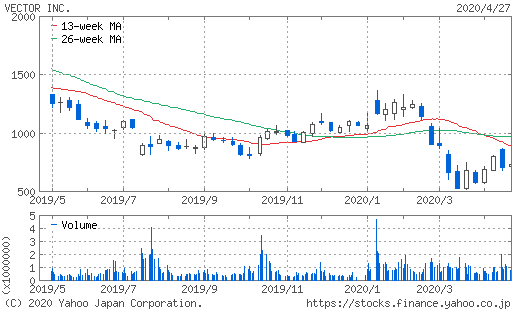 VECTOR INC. 2020/4/27
13-week MA
26-week MA
2000
1500
1000
500
2019/5 2019/7 2019/9 2019/11 2020/1 2020/3
Volume
5
4
3
2
1
0
(x1000000)
2019/5 2019/7 2019/9 2019/11 2020/1 2020/3
(C) 2020 Yahoo Japan Corporation. https://stocks.finance.yahoo.co.jp